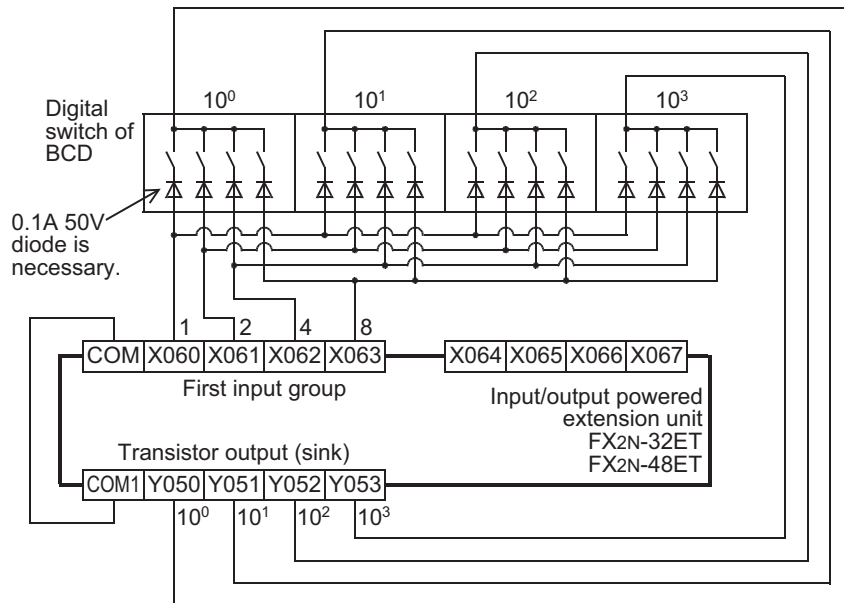 10⁰ 10¹ 10² 10³
Digital
switch of
BCD
0.1A 50V
diode is
necessary.
1 2 4 8
COM X060 X061 X062 X063 X064 X065 X066 X067
First input group
Input/output powered
extension unit
FX2N-32ET
FX2N-48ET
Transistor output (sink)
COM1 Y050 Y051 Y052 Y053
10⁰ 10¹ 10² 10³